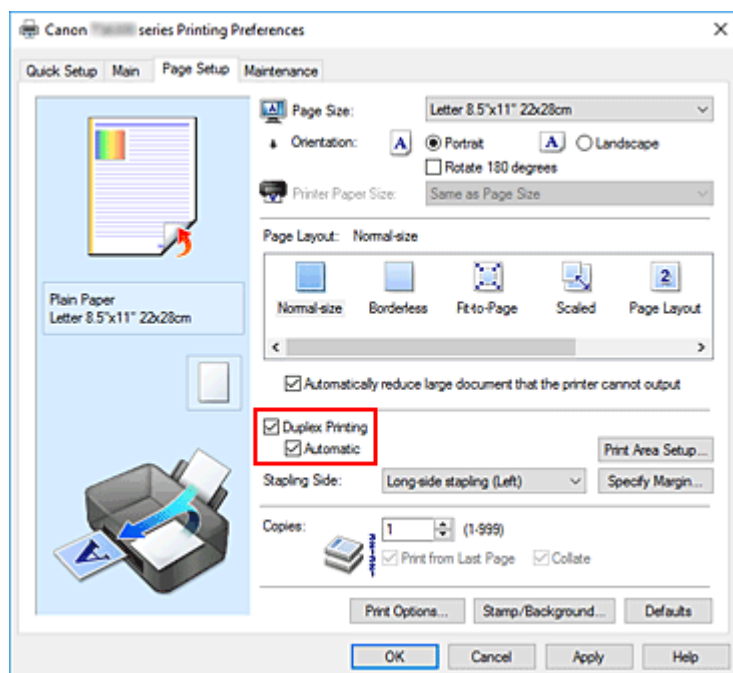 Canon series Printing Preferences
Quick Setup Main Page Setup Maintenance
Page Size: Letter 8.5"x11" 22x28cm
Orientation: A Portrait A Landscape
Rotate 180 degrees
Printer Paper Size: Same as Page Size
Page Layout: Normal-size
2
Normal-size Borderless Fit-to-Page Scaled Page Layout
Plain Paper
Letter 8.5"x11" 22x28cm
Automatically reduce large document that the printer cannot output
Duplex Printing
Automatic
Print Area Setup...
Stapling Side: Long-side stapling (Left) Specify Margin...
Copies: 1 (1-999)
Print from Last Page Collate
A
Print Options... Stamp/Background... Defaults
OK Cancel Apply Help